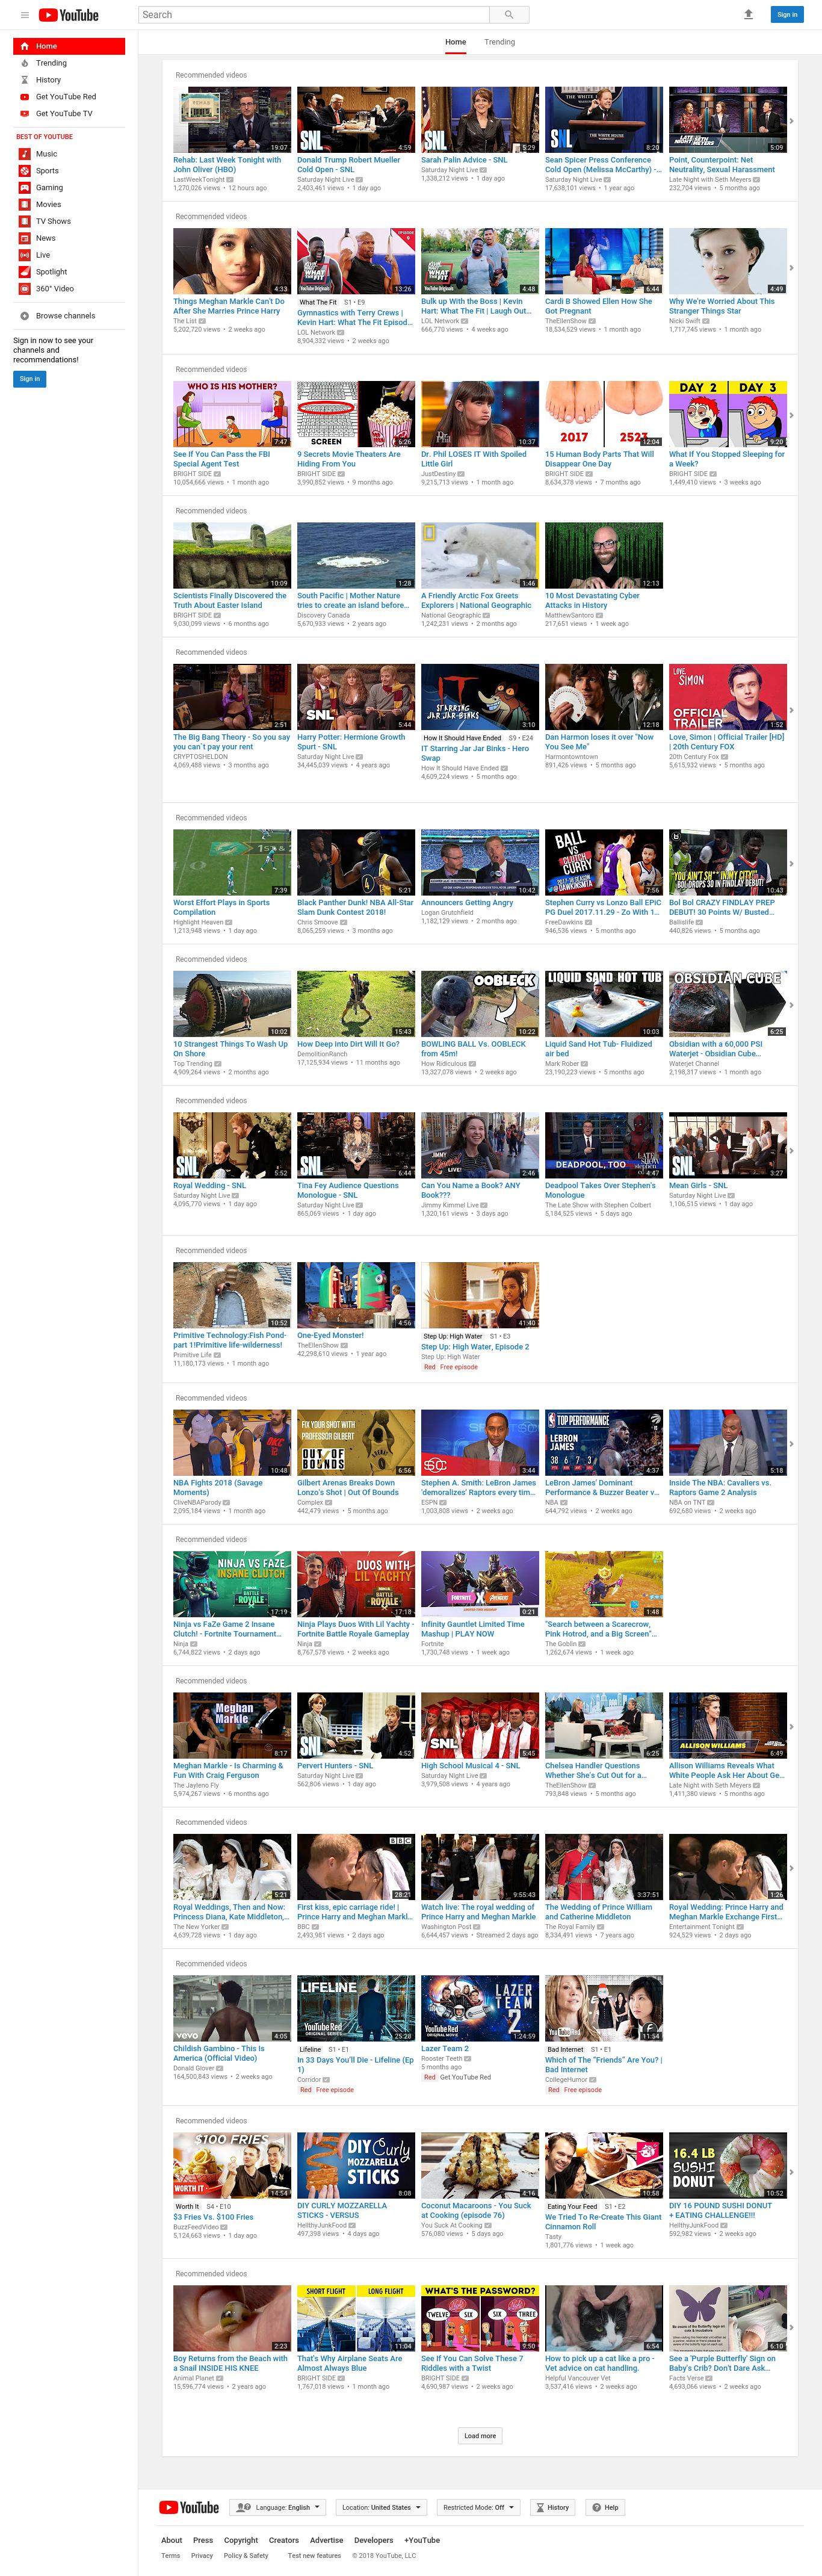 YouTube
Search
Sign in
Home
Trending
History
Get YouTube Red
Get YouTube TV
BEST OF YOUTUBE
Music
Sports
Gaming
Movies
TV Shows
News
Live
Spotlight
360° Video
Browse channels
Sign in now to see your
channels and
recommendations!
Sign in
Home Trending
Recommended videos
19:07
Rehab: Last Week Tonight with
John Oliver (HBO)
LastWeekTonight
1,270,026 views • 12 hours ago
SNL
4:59
Donald Trump Robert Mueller
Cold Open - SNL
Saturday Night Live
2,403,461 views • 1 day ago
SNL
5:29
Sarah Palin Advice - SNL
Saturday Night Live
1,338,212 views • 1 day ago
SNL
THE WHITE HOUSE
8:20
Sean Spicer Press Conference
Cold Open (Melissa McCarthy) -...
Saturday Night Live
17,638,101 views • 1 year ago
5:09
Point, Counterpoint: Net
Neutrality, Sexual Harassment
Late Night with Seth Meyers
232,704 views • 5 months ago
Recommended videos
4:33
Things Meghan Markle Can't Do
After She Marries Prince Harry
The List
5,202,720 views • 2 weeks ago
EPISODE
9
WHAT THE FIT
13:26
What The Fit S1 • E9
Gymnastics with Terry Crews |
Kevin Hart: What The Fit Episod...
LOL Network
8,904,332 views • 2 weeks ago
WHAT THE FIT
4:48
Bulk up With the Boss | Kevin
Hart: What The Fit | Laugh Out...
LOL Network
666,770 views • 4 weeks ago
6:44
Cardi B Showed Ellen How She
Got Pregnant
TheEllenShow
18,534,529 views • 1 month ago
4:49
Why We're Worried About This
Stranger Things Star
Nicki Swift
1,717,745 views • 1 month ago
Recommended videos
WHO IS HIS MOTHER?
7:47
See If You Can Pass the FBI
Special Agent Test
BRIGHT SIDE
10,054,666 views • 1 month ago
SCREEN
6:26
9 Secrets Movie Theaters Are
Hiding From You
BRIGHT SIDE
3,990,852 views • 9 months ago
10:37
Dr. Phil LOSES IT With Spoiled
Little Girl
JustDestiny
9,215,713 views • 1 month ago
2017
12:04
15 Human Body Parts That Will
Disappear One Day
BRIGHT SIDE
8,634,378 views • 7 months ago
DAY 2 DAY 3
9:20
What If You Stopped Sleeping for
a Week?
BRIGHT SIDE
1,449,410 views • 3 weeks ago
Recommended videos
10:09
Scientists Finally Discovered the
Truth About Easter Island
BRIGHT SIDE
9,030,099 views • 6 months ago
1:28
South Pacific | Mother Nature
tries to create an island before...
Discovery Canada
5,670,933 views • 2 years ago
1:46
A Friendly Arctic Fox Greets
Explorers | National Geographic
National Geographic
1,242,231 views • 2 months ago
12:13
10 Most Devastating Cyber
Attacks in History
MatthewSantoro
217,651 views • 1 week ago
Recommended videos
2:51
The Big Bang Theory - So you say
you can`t pay your rent
CRYPTOSHELDON
4,069,488 views • 3 months ago
SNL
5:44
Harry Potter: Hermione Growth
Spurt - SNL
Saturday Night Live
34,445,039 views • 4 years ago
IT
STARRING
JAR JAR BINKS
3:10
How It Should Have Ended S9 • E24
IT Starring Jar Jar Binks - Hero
Swap
How It Should Have Ended
4,609,224 views • 5 months ago
12:18
Dan Harmon loses it over "Now
You See Me"
Harmontowntown
891,426 views • 5 months ago
LOVE,
SIMON
OFFICIAL
TRAILER
1:52
Love, Simon | Official Trailer [HD]
| 20th Century FOX
20th Century Fox
5,615,932 views • 5 months ago
Recommended videos
7:39
Worst Effort Plays in Sports
Compilation
Highlight Heaven
1,213,948 views • 1 day ago
5:21
Black Panther Dunk! NBA All-Star
Slam Dunk Contest 2018!
Chris Smoove
8,065,259 views • 3 months ago
10:42
Announcers Getting Angry
Logan Grutchfield
1,182,129 views • 2 months ago
BALL
VS
CLUTCH
CURRY
7:56
Stephen Curry vs Lonzo Ball EPiC
PG Duel 2017.11.29 - Zo With 1...
FreeDawkins
946,536 views • 5 months ago
10:43
Bol Bol CRAZY FINDLAY PREP
DEBUT! 30 Points W/ Busted...
Ballislife
440,826 views • 5 months ago
Recommended videos
10:02
10 Strangest Things To Wash Up
On Shore
Top Trending
4,909,264 views • 2 months ago
15:43
How Deep into Dirt Will It Go?
DemolitionRanch
17,125,934 views • 11 months ago
OOBLECK
10:22
BOWLING BALL Vs. OOBLECK
from 45m!
How Ridiculous
13,327,078 views • 2 weeks ago
LIQUID SAND HOT TUB
10:03
Liquid Sand Hot Tub- Fluidized
air bed
Mark Rober
23,190,223 views • 5 months ago
OBSIDIAN CUBE
6:25
Obsidian with a 60,000 PSI
Waterjet - Obsidian Cube...
Waterjet Channel
2,198,317 views • 1 month ago
Recommended videos
SNL
5:52
Royal Wedding - SNL
Saturday Night Live
4,095,770 views • 1 day ago
SNL
6:44
Tina Fey Audience Questions
Monologue - SNL
Saturday Night Live
865,069 views • 1 day ago
JIMMY
KIMMEL
LIVE!
2:46
Can You Name a Book? ANY
Book???
Jimmy Kimmel Live
1,320,161 views • 3 days ago
DEADPOOL, TOO
4:47
Deadpool Takes Over Stephen's
Monologue
The Late Show with Stephen Colbert
5,184,525 views • 5 days ago
SNL
3:27
Mean Girls - SNL
Saturday Night Live
1,106,515 views • 1 day ago
Recommended videos
10:52
Primitive Technology:Fish Pond-
part 1!Primitive life-wilderness!
Primitive Life
11,180,173 views • 1 month ago
4:56
One-Eyed Monster!
TheEllenShow
42,298,610 views • 1 year ago
41:40
Step Up: High Water S1 • E3
Step Up: High Water, Episode 2
Step Up: High Water
Red Free episode
Recommended videos
10:48
NBA Fights 2018 (Savage
Moments)
CliveNBAParody
2,095,184 views • 1 month ago
FIX YOUR SHOT WITH
PROFESSOR GILBERT
OUT OF
BOUNDS
6:56
Gilbert Arenas Breaks Down
Lonzo's Shot | Out Of Bounds
Complex
442,479 views • 5 months ago
SC
3:44
Stephen A. Smith: LeBron James
'demoralizes' Raptors every tim...
ESPN
1,003,808 views • 2 weeks ago
TOP PERFORMANCE
LEBRON
JAMES
38 6 7 3
4:37
LeBron James' Dominant
Performance & Buzzer Beater v...
NBA
644,792 views • 2 weeks ago
5:18
Inside The NBA: Cavaliers vs.
Raptors Game 2 Analysis
NBA on TNT
692,680 views • 2 weeks ago
Recommended videos
NINJA VS FAZE
INSANE CLUTCH
BATTLE
ROYALE
17:19
Ninja vs FaZe Game 2 Insane
Clutch! - Fortnite Tournament...
Ninja
6,744,822 views • 2 days ago
DUOS WITH
LIL YACHTY
BATTLE
ROYALE
17:18
Ninja Plays Duos With Lil Yachty -
Fortnite Battle Royale Gameplay
Ninja
8,767,578 views • 2 weeks ago
FORTNITE X AVENGERS
0:21
Infinity Gauntlet Limited Time
Mashup | PLAY NOW
Fortnite
1,730,748 views • 1 week ago
1:48
"Search between a Scarecrow,
Pink Hotrod, and a Big Screen"...
The Goblin
1,262,674 views • 1 week ago
Recommended videos
Meghan
Markle
8:17
Meghan Markle - Is Charming &
Fun With Craig Ferguson
The Jayleno Fly
5,974,267 views • 6 months ago
SNL
4:52
Pervert Hunters - SNL
Saturday Night Live
562,806 views • 1 day ago
SNL
5:45
High School Musical 4 - SNL
Saturday Night Live
3,979,508 views • 4 years ago
6:25
Chelsea Handler Questions
Whether She's Cut Out for a...
TheEllenShow
793,848 views • 5 months ago
ALLISON WILLIAMS
6:49
Allison Williams Reveals What
White People Ask Her About Ge...
Late Night with Seth Meyers
1,411,380 views • 5 months ago
Recommended videos
5:21
Royal Weddings, Then and Now:
Princess Diana, Kate Middleton,...
The New Yorker
4,639,728 views • 1 day ago
BBC
28:21
First kiss, epic carriage ride! |
Prince Harry and Meghan Markl...
BBC
2,493,981 views • 2 days ago
9:55:43
Watch live: The royal wedding of
Prince Harry and Meghan Markle
Washington Post
6,644,457 views • Streamed 2 days ago
3:37:51
The Wedding of Prince William
and Catherine Middleton
The Royal Family
8,334,491 views • 7 years ago
1:26
Royal Wedding: Prince Harry and
Meghan Markle Exchange First...
Entertainment Tonight
924,529 views • 2 days ago
Recommended videos
vevo
4:05
Childish Gambino - This Is
America (Official Video)
Donald Glover
164,500,843 views • 2 weeks ago
LIFELINE
YouTube Red
ORIGINAL SERIES
25:28
Lifeline S1 • E1
In 33 Days You'll Die - Lifeline (Ep
1)
Corridor
Red Free episode
LAZER
TEAM
2
YouTube Red
ORIGINAL MOVIE
1:24:59
Lazer Team 2
Rooster Teeth
5 months ago
Red Get YouTube Red
11:54
Bad Internet S1 • E1
Which of The "Friends" Are You? |
Bad Internet
CollegeHumor
Red Free episode
Recommended videos
$100 FRIES
WORTH IT
14:54
Worth It S4 • E10
$3 Fries Vs. $100 Fries
BuzzFeedVideo
5,124,663 views • 1 day ago
DIY Curly
MOZZARELLA
STICKS
8:08
DIY CURLY MOZZARELLA
STICKS - VERSUS
HellthyJunkFood
497,398 views • 4 days ago
4:16
Coconut Macaroons - You Suck
at Cooking (episode 76)
You Suck At Cooking
576,080 views • 5 days ago
10:58
Eating Your Feed S1 • E2
We Tried To Re-Create This Giant
Cinnamon Roll
Tasty
1,801,776 views • 1 week ago
16.4 LB
SUSHI
DONUT
10:52
DIY 16 POUND SUSHI DONUT
+ EATING CHALLENGE!!!
HellthyJunkFood
592,982 views • 2 weeks ago
Recommended videos
2:23
Boy Returns from the Beach with
a Snail INSIDE HIS KNEE
Animal Planet
15,596,774 views • 2 years ago
SHORT FLIGHT LONG FLIGHT
11:04
That's Why Airplane Seats Are
Almost Always Blue
BRIGHT SIDE
1,767,018 views • 1 month ago
WHAT'S THE PASSWORD?
TWELVE SIX
SIX THREE
9:50
See If You Can Solve These 7
Riddles with a Twist
BRIGHT SIDE
4,690,987 views • 2 weeks ago
6:54
How to pick up a cat like a pro -
Vet advice on cat handling.
Helpful Vancouver Vet
3,537,416 views • 2 weeks ago
6:10
See a 'Purple Butterfly' Sign on
Baby's Crib? Don't Dare Ask...
Facts Verse
4,693,066 views • 2 weeks ago
Load more
YouTube
Language: English
Location: United States
Restricted Mode: Off
History
Help
About Press Copyright Creators Advertise Developers +YouTube
Terms Privacy Policy & Safety Test new features © 2018 YouTube, LLC